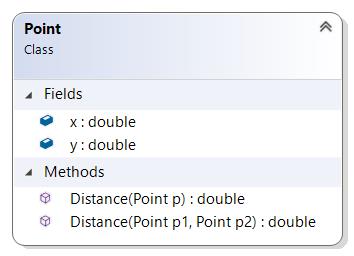 Point
Class
Fields
x : double
y : double
Methods
Distance(Point p) : double
Distance(Point p1, Point p2) : double